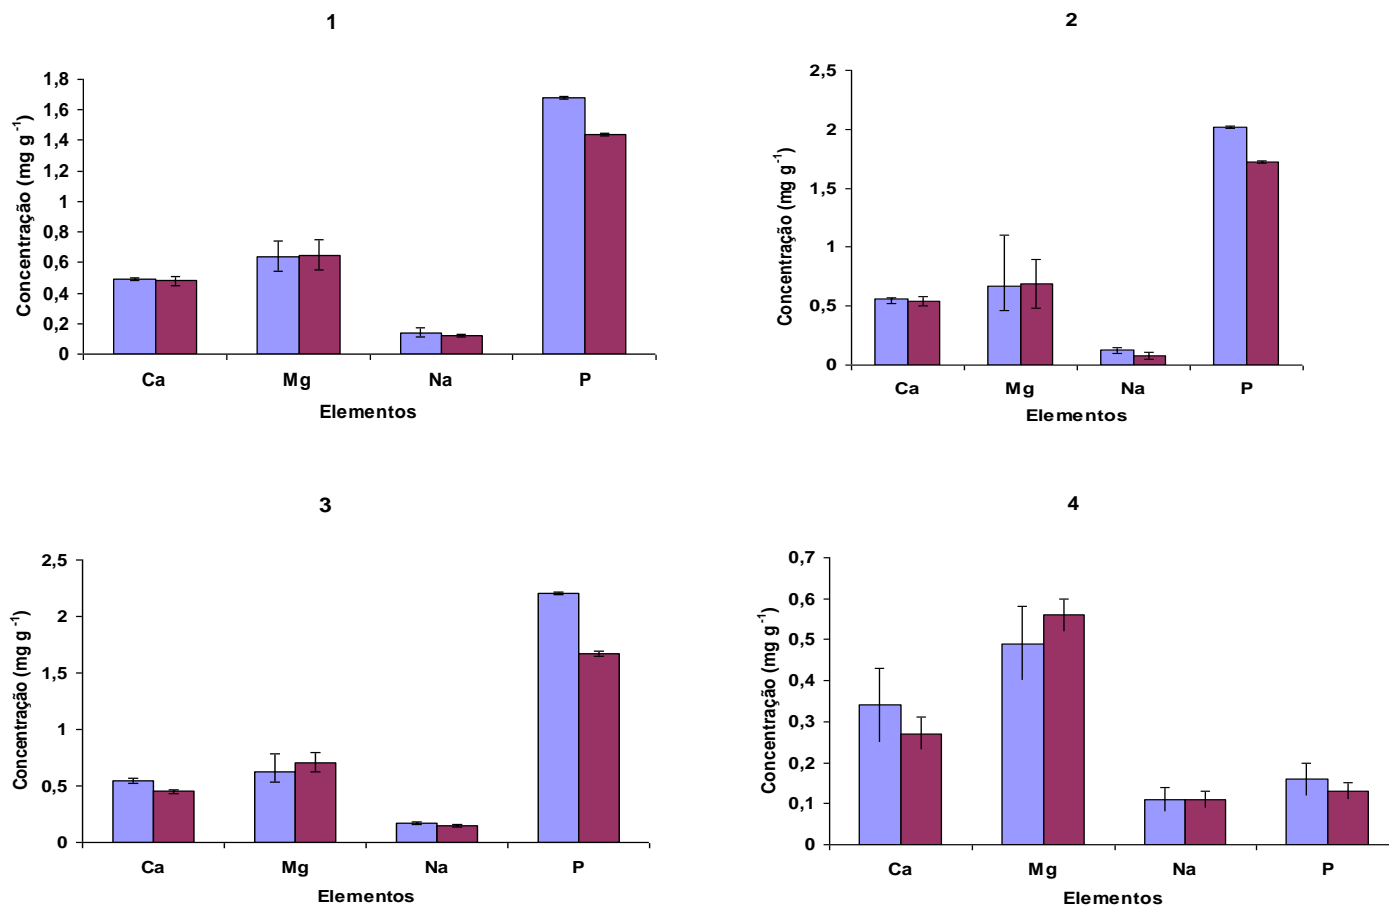 1
Concentração (mg g-1)
1,8
1,6
1,4
1,2
1
0,8
0,6
0,4
0,2
0
Ca Mg Na P
Elementos
2
Concentração (mg g-1)
2,5
2
1,5
1
0,5
0
Ca Mg Na P
Elementos
3
Concentração (mg g-1)
2,5
2
1,5
1
0,5
0
Ca Mg Na P
Elementos
4
Concentração (mg g-1)
0,7
0,6
0,5
0,4
0,3
0,2
0,1
0
Ca Mg Na P
Elementos